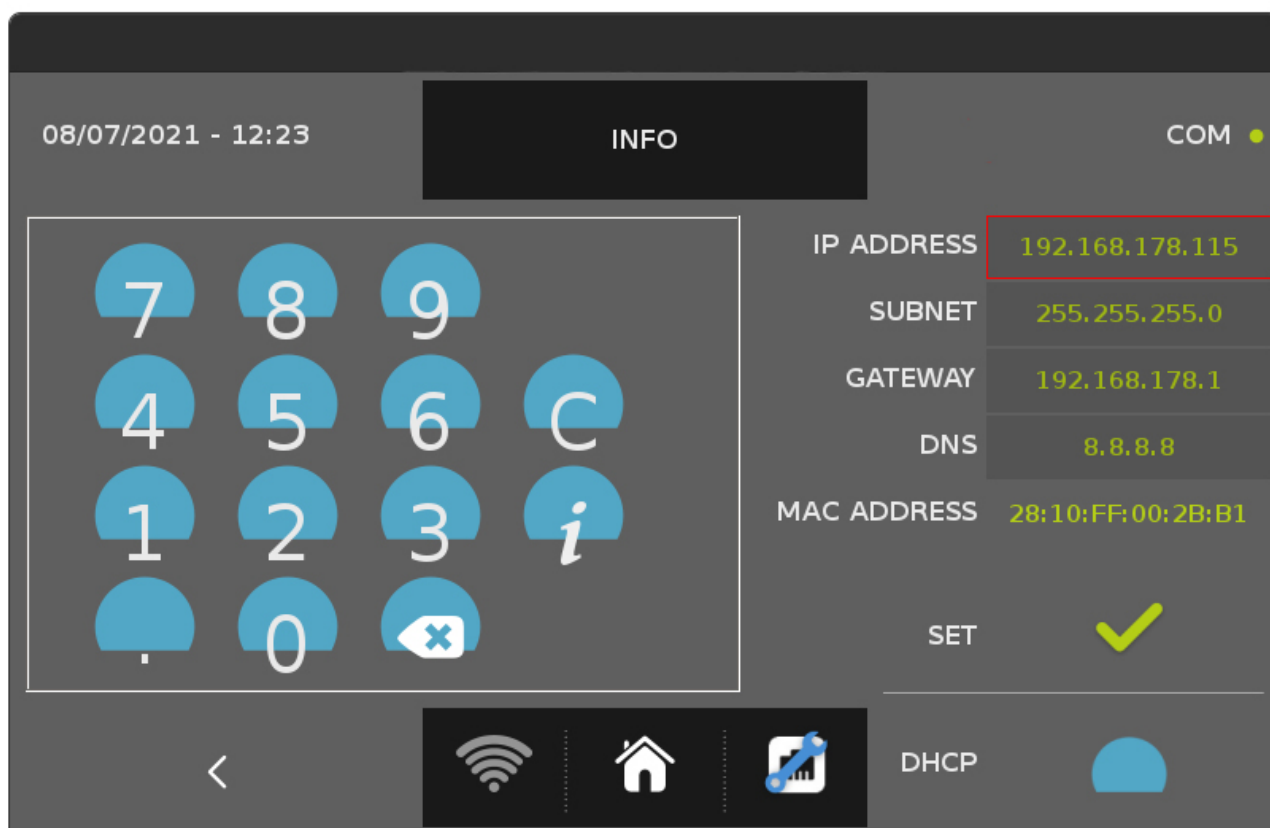 08/07/2021 - 12:23
INFO
COM
7 8 9
4 5 6 C
1 2 3 i
. 0
IP ADDRESS 192.168.178.115
SUBNET 255.255.255.0
GATEWAY 192.168.178.1
DNS 8.8.8.8
MAC ADDRESS 28:10:FF:00:2B:B1
SET
DHCP